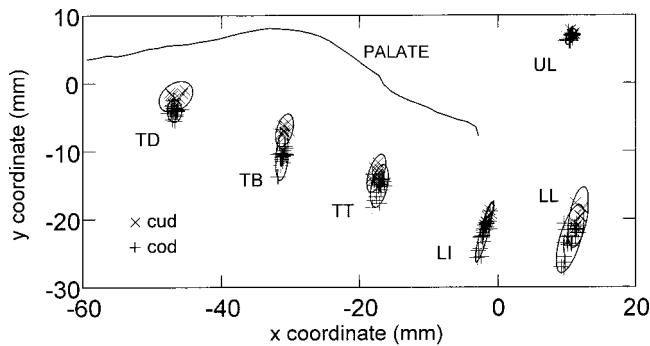 10
0
-10
-20
-30
y coordinate (mm)
PALATE
UL
TD
TB
TT
LI
LL
× cud
+ cod
-60
-40
-20
0
20
x coordinate (mm)